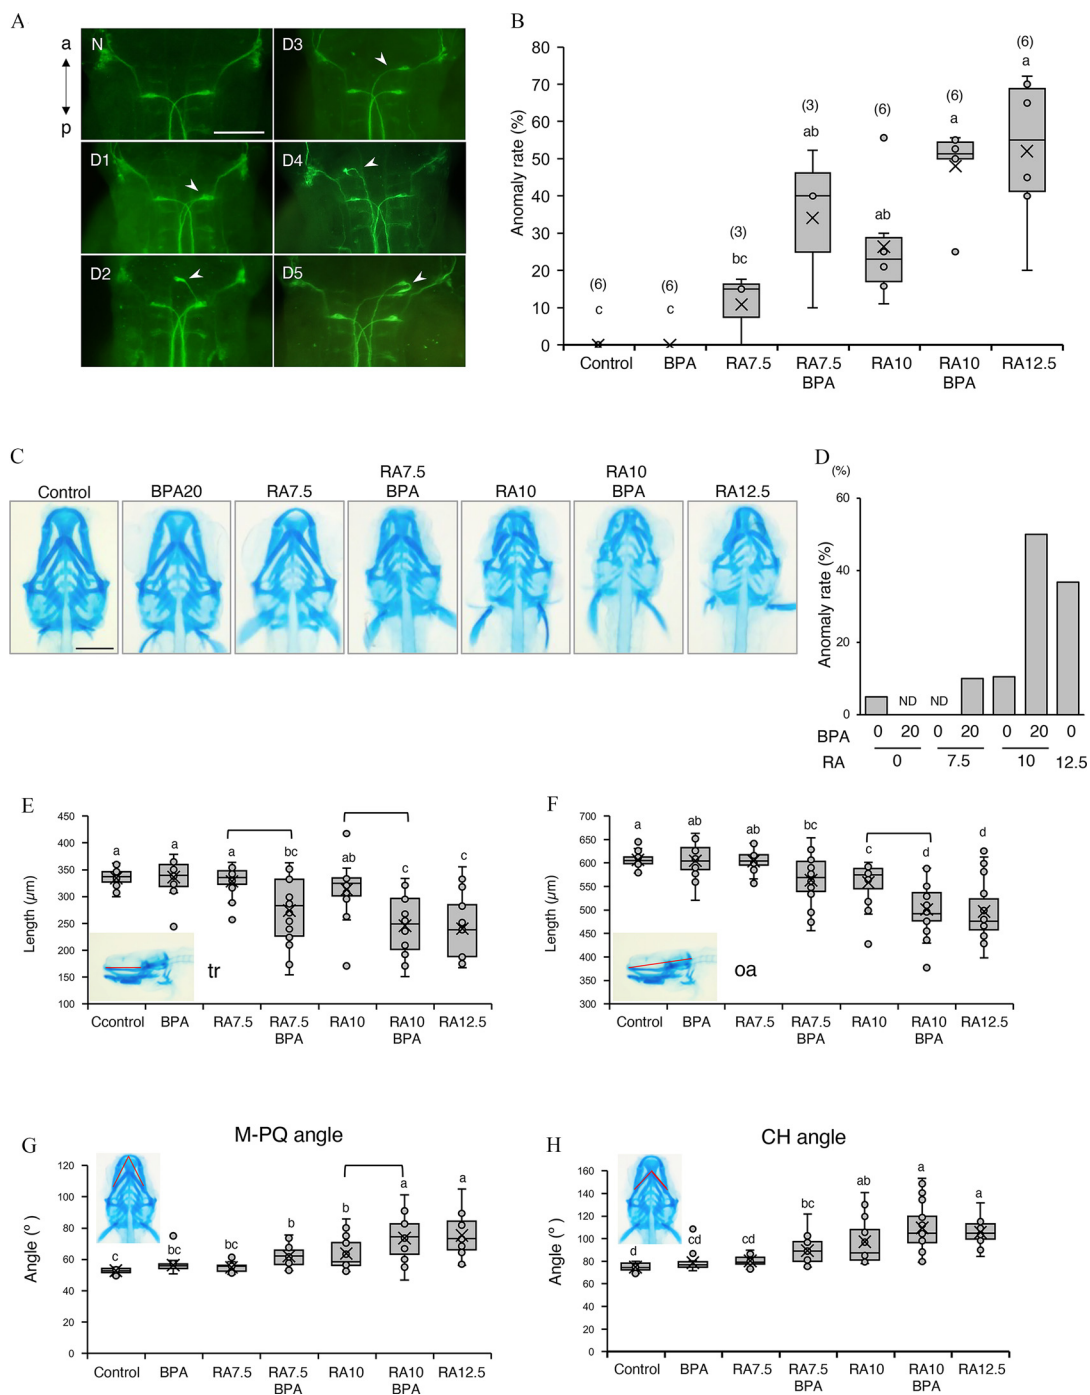 A
a
p
N
D3
D1
D4
D2
D5
B
Anomaly rate (%)
80
70
60
50
40
30
20
10
0
(6)
c
(6)
c
(3)
bc
(3)
ab
(6)
ab
(6)
a
(6)
a
Control BPA RA7.5 RA7.5 RA10 RA10 RA12.5
BPA BPA
C
Control BPA20 RA7.5 RA7.5 RA10 RA10 RA12.5
BPA BPA
D
(%)
Anomaly rate (%)
60
40
20
0
ND ND
BPA 0 20 0 20 0 20 0
RA 0 7.5 10 12.5
E
Length (µm)
450
400
350
300
250
200
150
100
a a a bc ab c c
tr
Ccontrol BPA RA7.5 RA7.5 RA10 RA10 RA12.5
BPA BPA
F
Length (µm)
700
650
600
550
500
450
400
350
300
a ab ab bc c d d
oa
Control BPA RA7.5 RA7.5 RA10 RA10 RA12.5
BPA BPA
G
M-PQ angle
Angle (°)
120
100
80
60
40
20
0
c bc bc b b a a
Control BPA RA7.5 RA7.5 RA10 RA10 RA12.5
BPA BPA
H
CH angle
Angle (°)
160
140
120
100
80
60
40
20
0
d cd cd bc ab a a
Control BPA RA7.5 RA7.5 RA10 RA10 RA12.5
BPA BPA